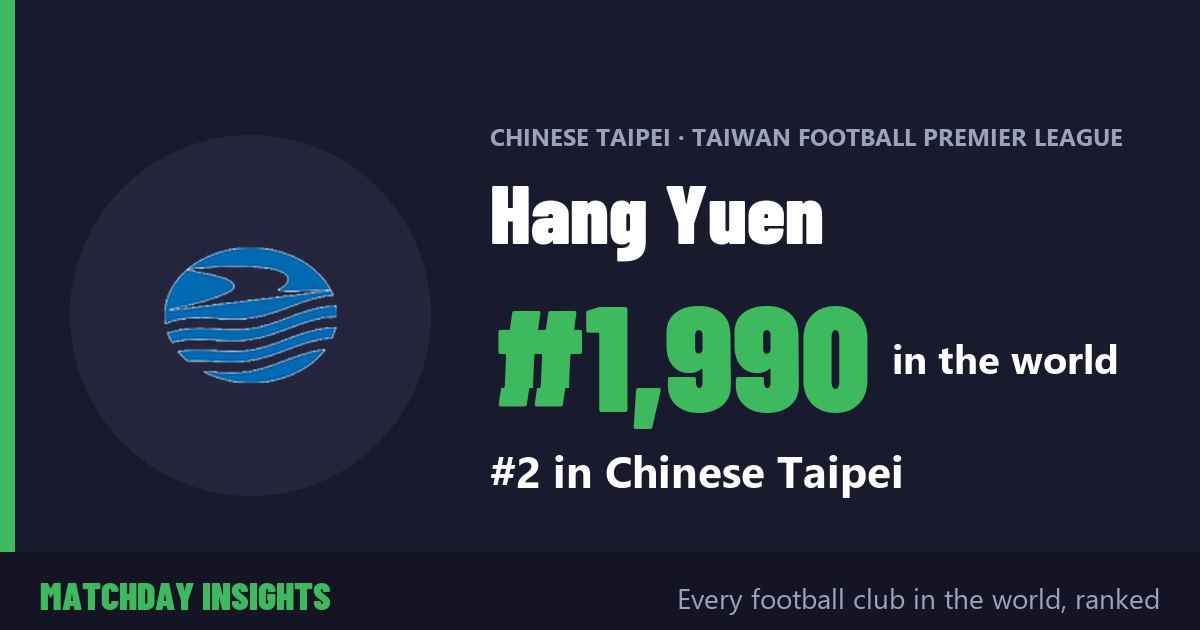 CHINESE TAIPEI · TAIWAN FOOTBALL PREMIER LEAGUE
Hang Yuen
#1,990 in the world
#2 in Chinese Taipei
MATCHDAY INSIGHTS
Every football club in the world, ranked